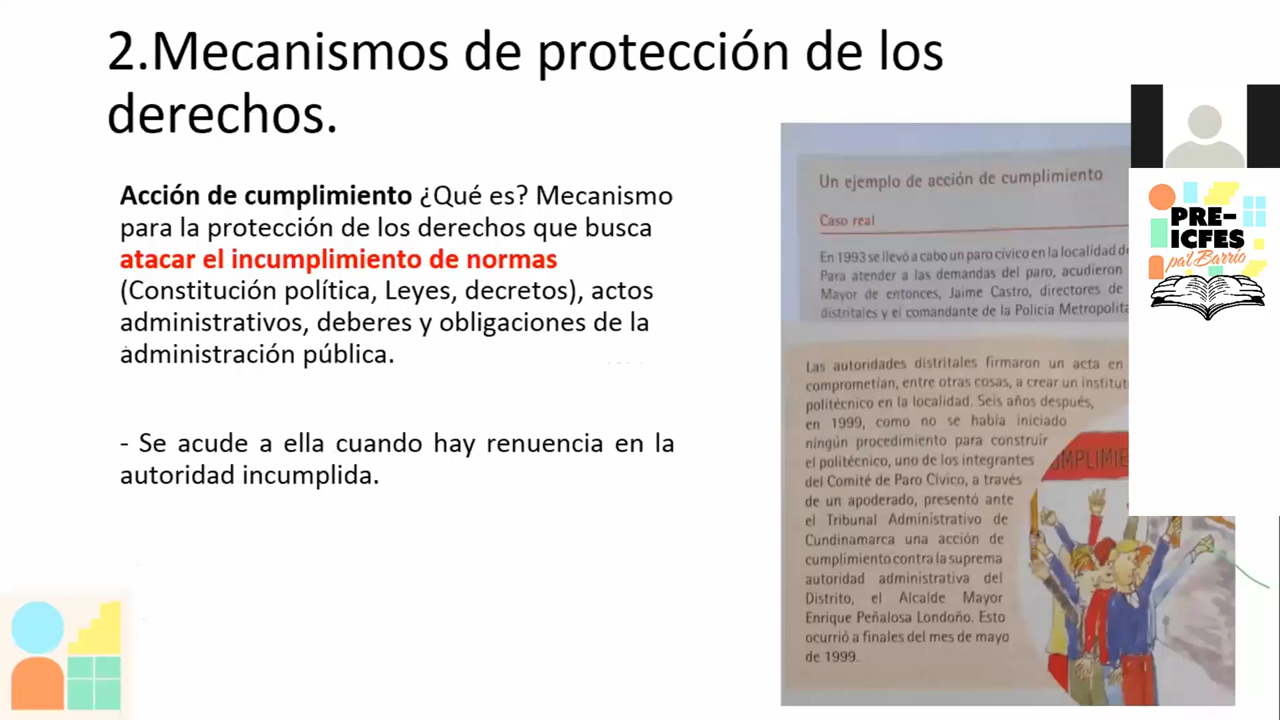 2.Mecanismos de protección de los
derechos.
Acción de cumplimiento ¿Qué es? Mecanismo
para la protección de los derechos que busca
atacar el incumplimiento de normas
(Constitución política, Leyes, decretos), actos
administrativos, deberes y obligaciones de la
administración pública.
- Se acude a ella cuando hay renuencia en la
autoridad incumplida.
Un ejemplo de acción de cumplimiento
Caso real
En 1993 se llevó a cabo un paro cívico en la localidad de
Para atender a las demandas del paro, acudieron
Mayor de entonces, Jaime Castro, directores de
distritales y el comandante de la Policía Metropolita
Las autoridades distritales firmaron un acta en
comprometían, entre otras cosas, a crear un institut
politécnico en la localidad. Seis años después,
en 1999, como no se había iniciado
ningún procedimiento para construir
el politécnico, uno de los integrantes
del Comité de Paro Cívico, a través
de un apoderado, presentó ante
el Tribunal Administrativo de
Cundinamarca una acción de
cumplimiento contra la suprema
autoridad administrativa del
Distrito, el Alcalde Mayor
Enrique Peñalosa Londoño. Esto
ocurrió a finales del mes de mayo
de 1999.
UMPLIMIE
PRE-
ICFES
pa'l Barrio